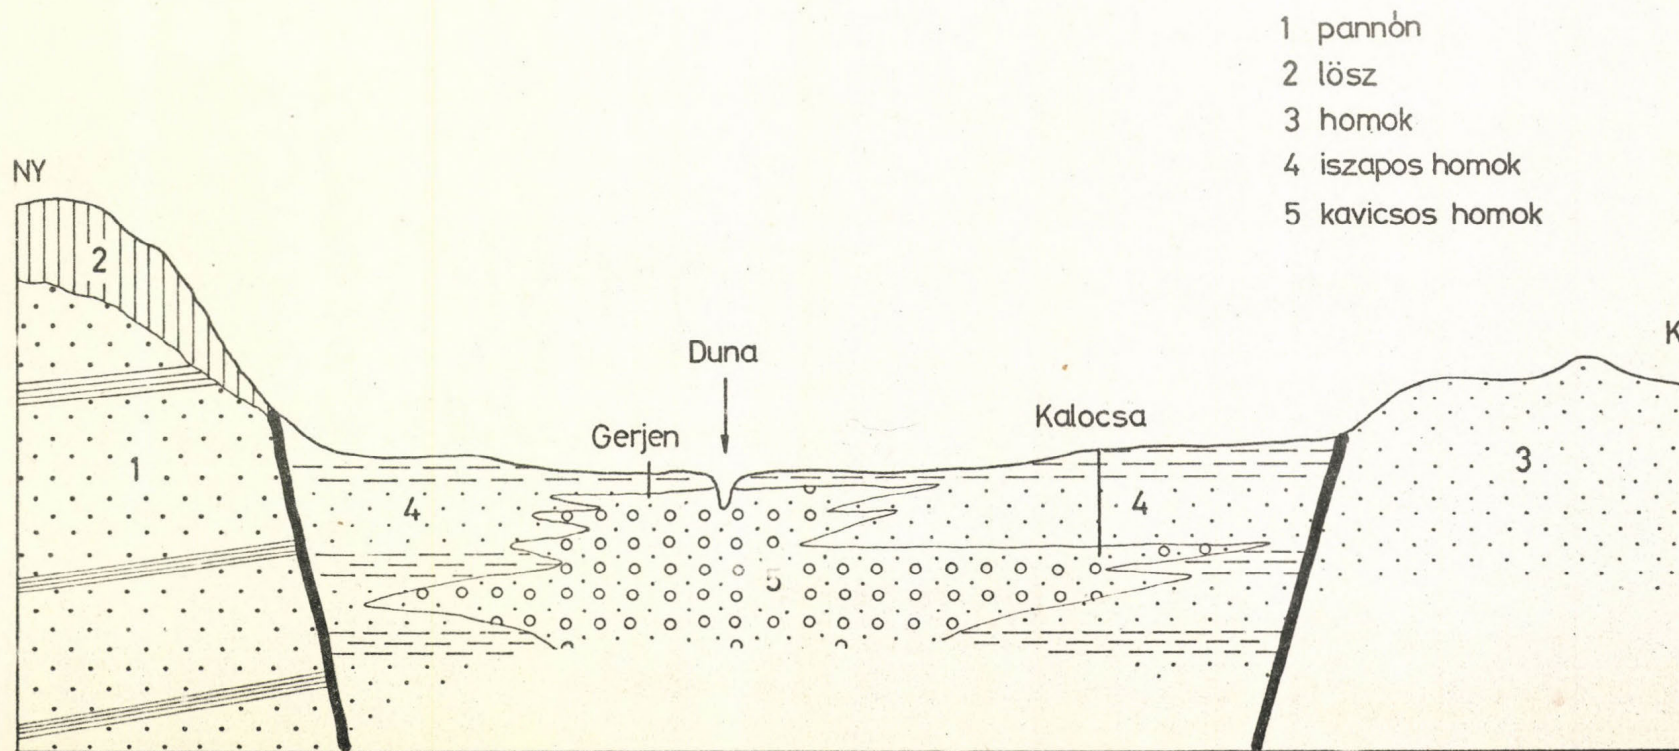 1 pannón
2 lösz
3 homok
4 iszapos homok
5 kavicsos homok
NY
2
K
Duna
Kalocsa
Gerjen
1
3
4
4
5